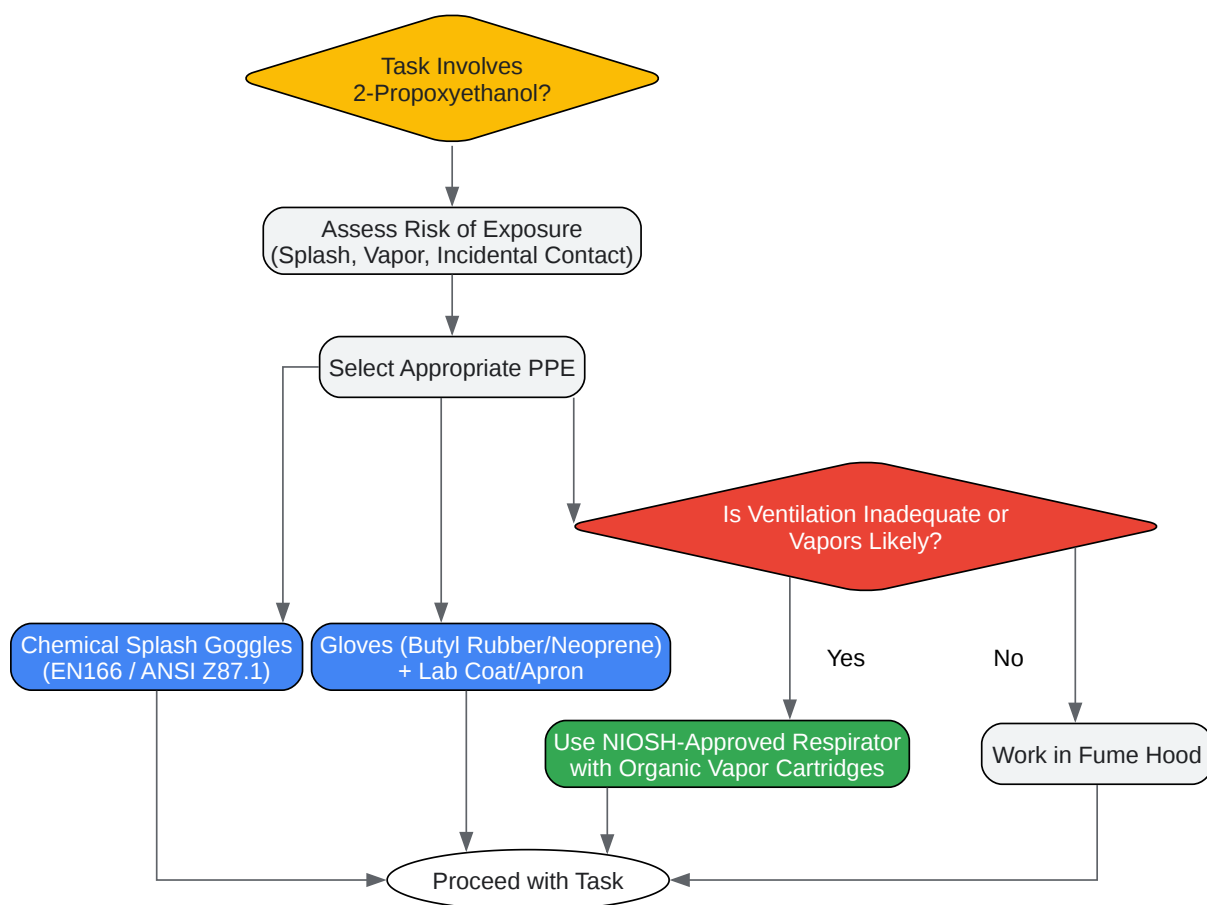 Task Involves
2-Propoxyethanol?
Assess Risk of Exposure
(Splash, Vapor, Incidental Contact)
Select Appropriate PPE
Is Ventilation Inadequate or
Vapors Likely?
Chemical Splash Goggles
(EN166 / ANSI Z87.1)
Gloves (Butyl Rubber/Neoprene)
+ Lab Coat/Apron
Yes
No
Use NIOSH-Approved Respirator
with Organic Vapor Cartridges
Work in Fume Hood
Proceed with Task